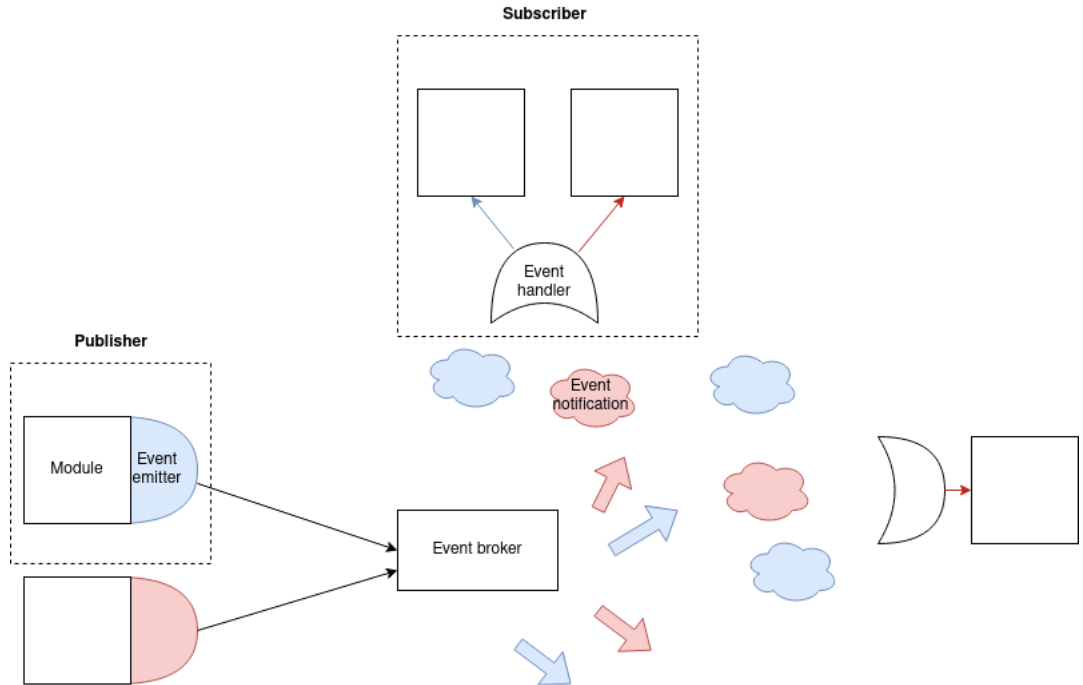 Subscriber
Event
handler
Publisher
Event
notification
Module
Event
emitter
Event broker